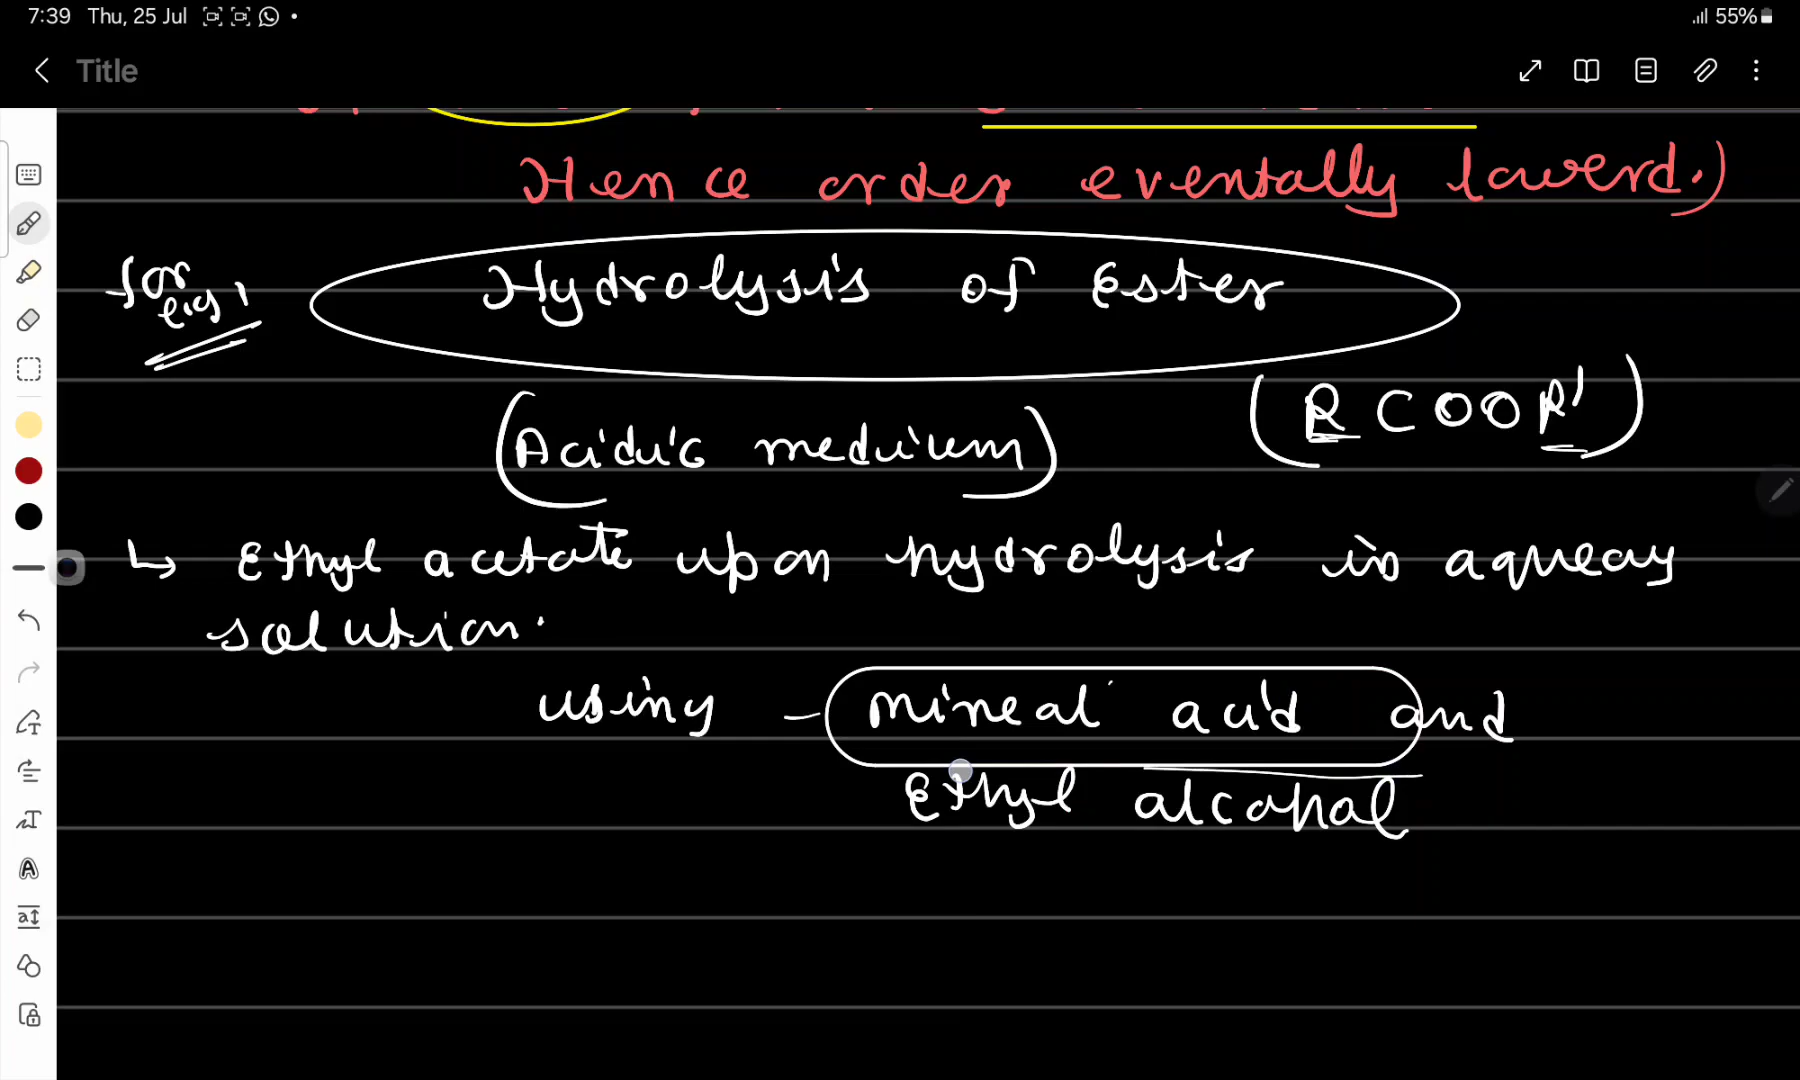 7:39 Thu, 25 Jul 55%
Title
Hence order eventally lowerd.)
for eg,
Hydrolysis of Ester
(Acidic medium)
(RCOOR')
↳ Ethyl acetate upon hydrolysis in aqueay
solution.
using - mineal acid and
Ethyl alcohal